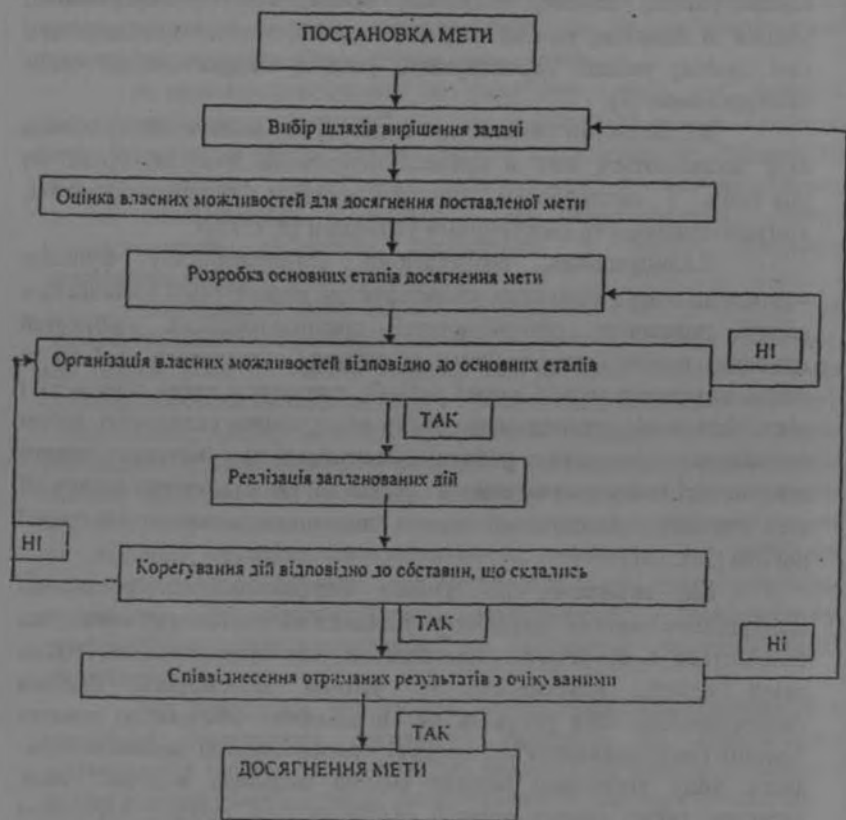 ПОСТАНОВКА МЕТИ
Вибір шляхів вирішення задачі
Оцінка власних можливостей для досягнення поставленої мети
Розробка основних етапів досягнення мети
НІ
Організація власних можливостей відповідно до основних етапів
ТАК
Реалізація запланованих дій
НІ
Корегування дій відповідно до обставин, що склались
ТАК
НІ
Співвіднесення отриманих результатів з очікуваними
ТАК
ДОСЯГНЕННЯ МЕТИ